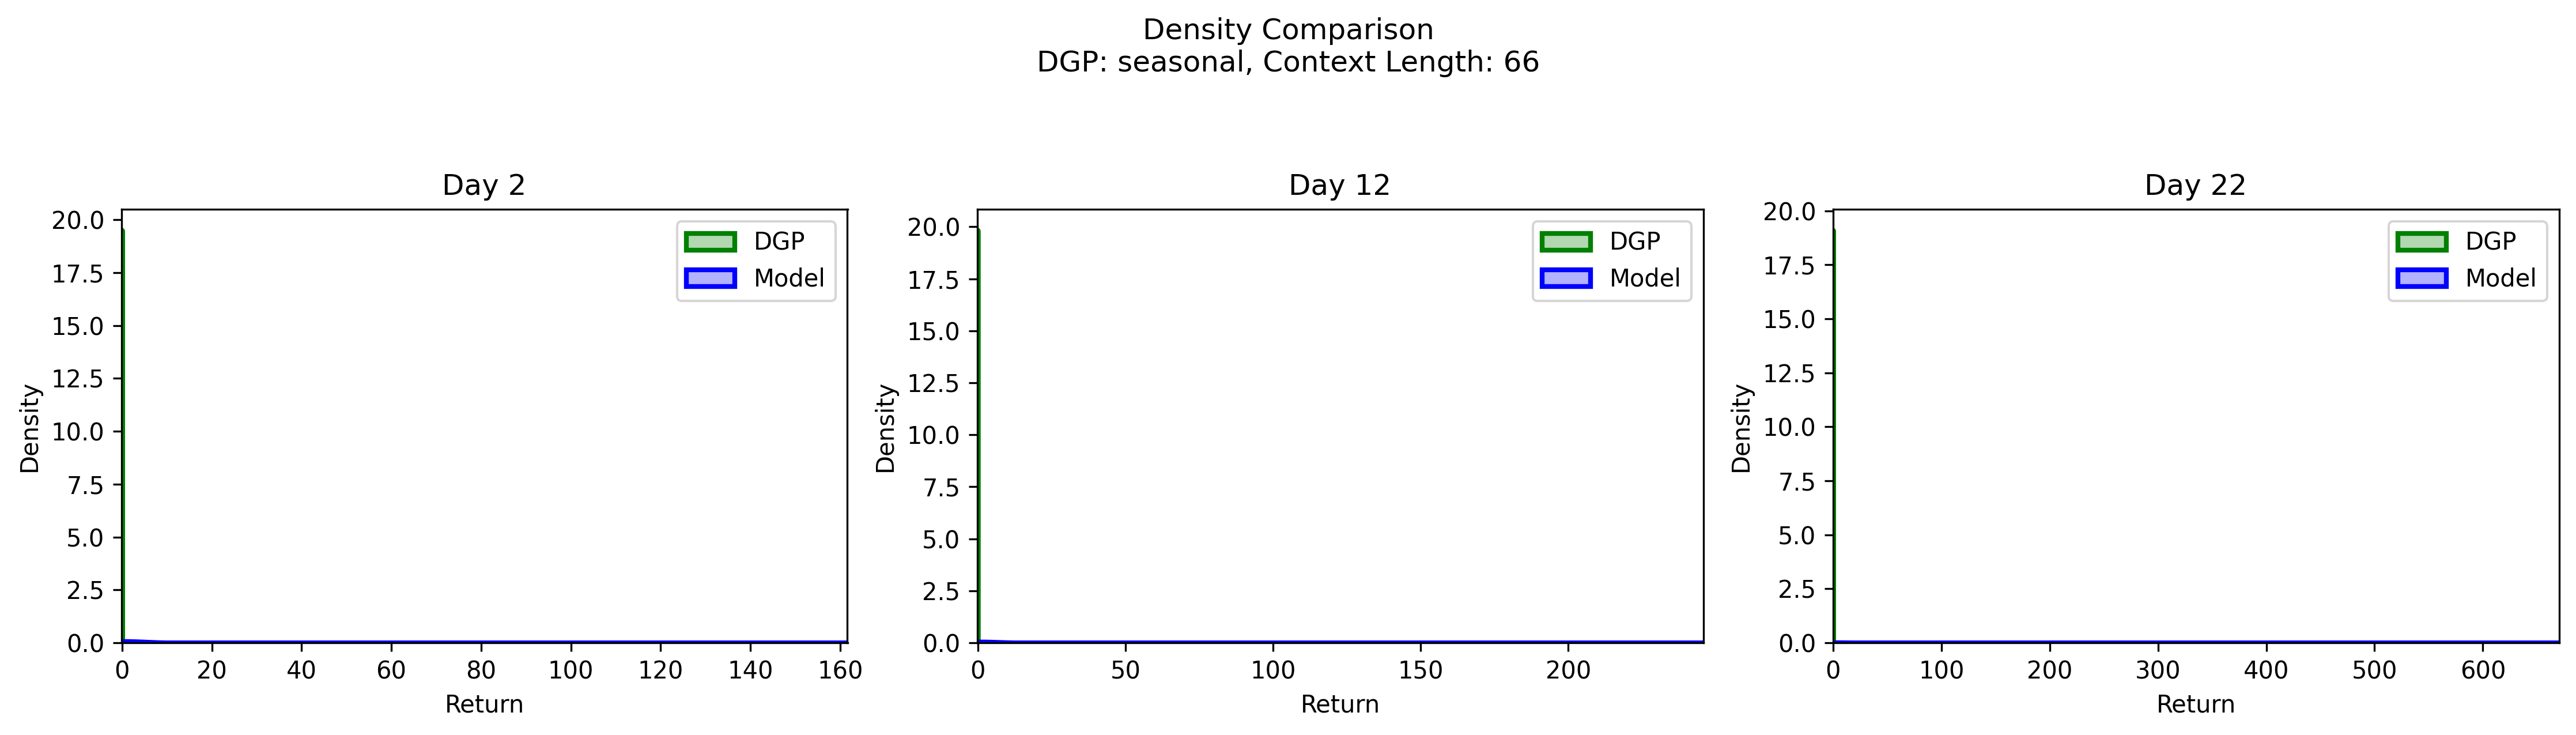 Density Comparison
DGP: seasonal, Context Length: 66
Day 2
20.0
17.5
15.0
12.5
10.0
7.5
5.0
2.5
0.0
Density
0 20 40 60 80 100 120 140 160
Return
DGP
Model
Day 12
20.0
17.5
15.0
12.5
10.0
7.5
5.0
2.5
0.0
Density
0 50 100 150 200
Return
DGP
Model
Day 22
20.0
17.5
15.0
12.5
10.0
7.5
5.0
2.5
0.0
Density
0 100 200 300 400 500 600
Return
DGP
Model